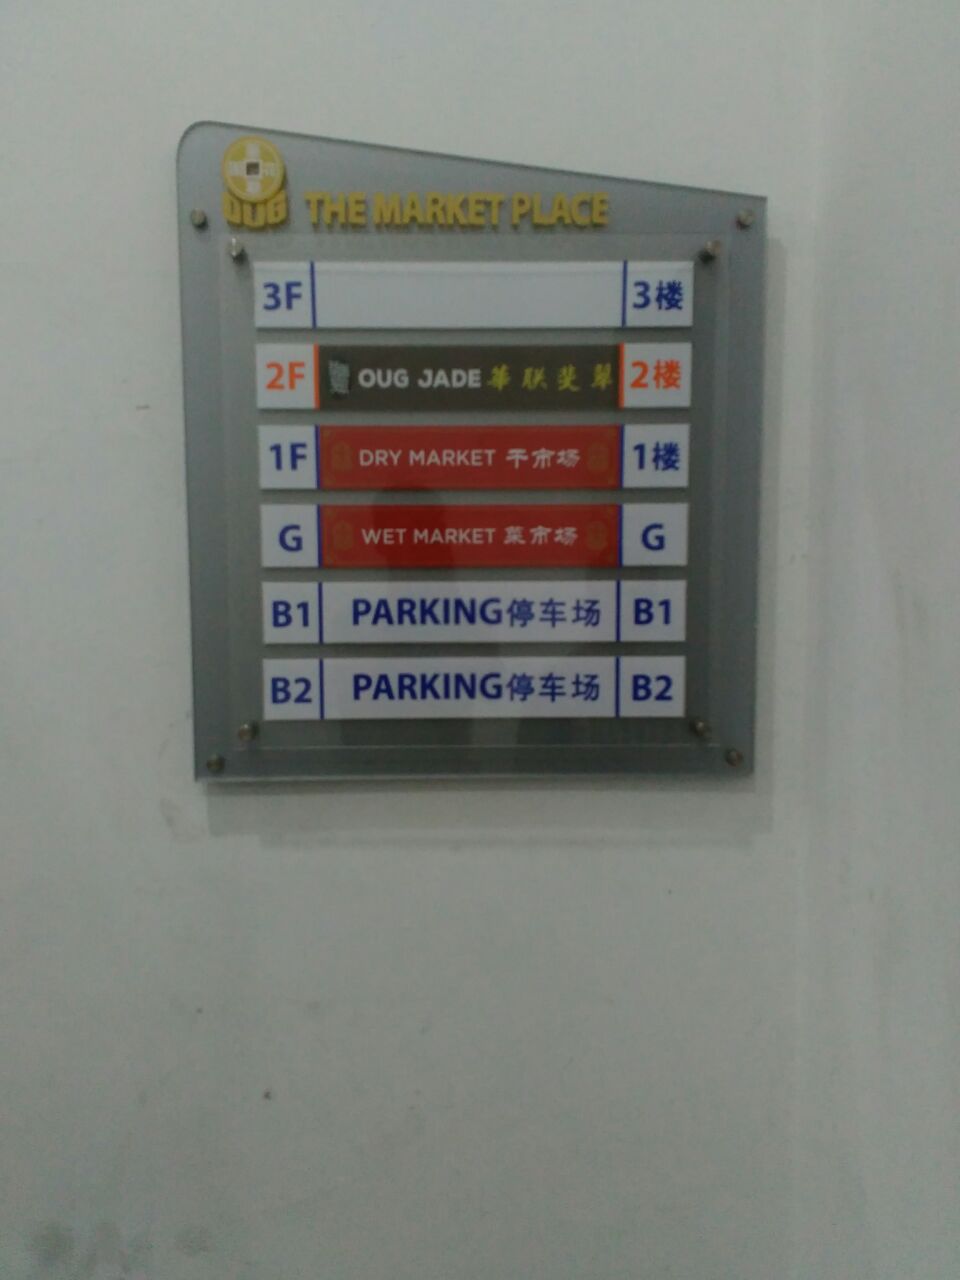 OUG THE MARKET PLACE
3F 3楼
2F OUG JADE 華联斐翠 2楼
1F DRY MARKET 干市场 1楼
G WET MARKET 菜市场 G
B1 PARKING停车场 B1
B2 PARKING停车场 B2